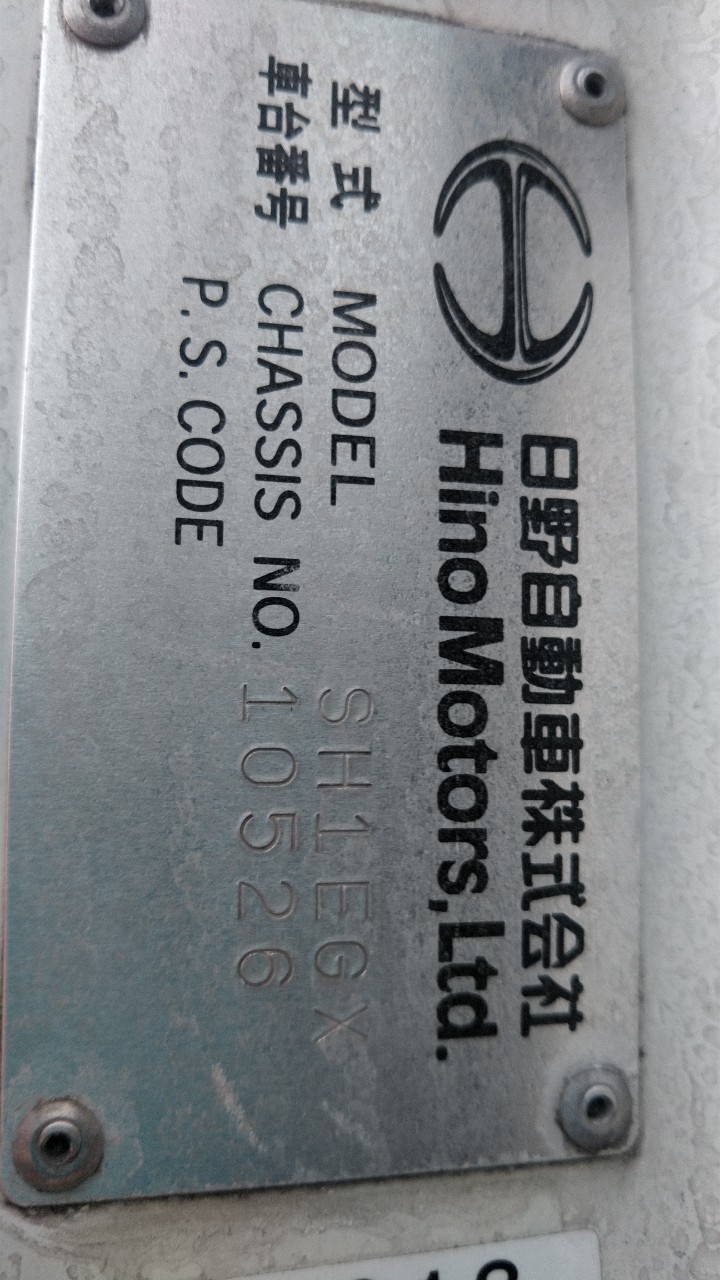 日野自動車株式会社
Hino Motors, Ltd.
型式 MODEL SH1EGX
車台番号 CHASSIS NO. 10526
P.S.CODE